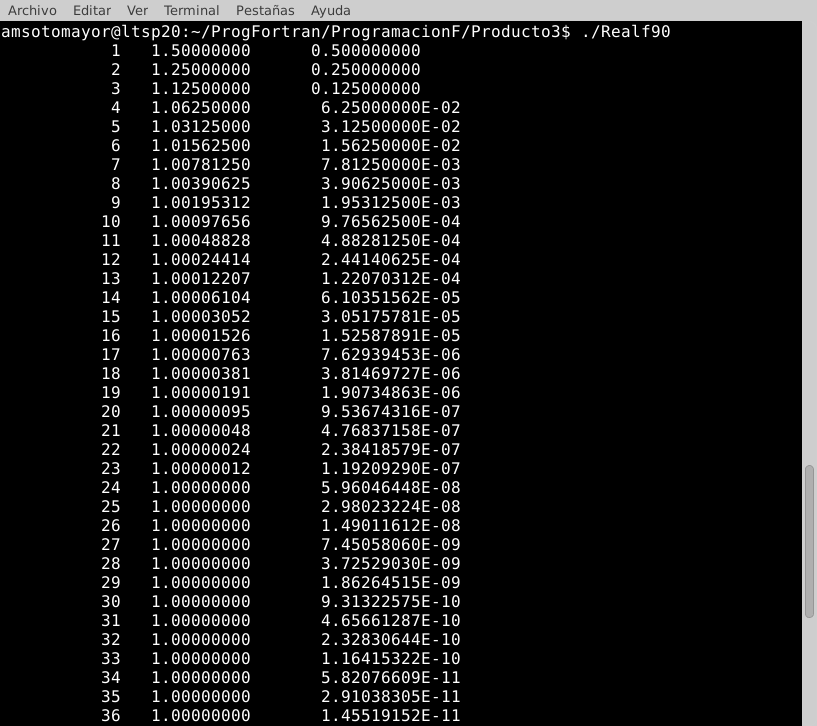 Archivo Editar Ver Terminal Pestañas Ayuda
amsotomayor@ltsp20:~/ProgFortran/ProgramacionF/Producto3$ ./Realf90
1 1.50000000 0.500000000
2 1.25000000 0.250000000
3 1.12500000 0.125000000
4 1.06250000 6.25000000E-02
5 1.03125000 3.12500000E-02
6 1.01562500 1.56250000E-02
7 1.00781250 7.81250000E-03
8 1.00390625 3.90625000E-03
9 1.00195312 1.95312500E-03
10 1.00097656 9.76562500E-04
11 1.00048828 4.88281250E-04
12 1.00024414 2.44140625E-04
13 1.00012207 1.22070312E-04
14 1.00006104 6.10351562E-05
15 1.00003052 3.05175781E-05
16 1.00001526 1.52587891E-05
17 1.00000763 7.62939453E-06
18 1.00000381 3.81469727E-06
19 1.00000191 1.90734863E-06
20 1.00000095 9.53674316E-07
21 1.00000048 4.76837158E-07
22 1.00000024 2.38418579E-07
23 1.00000012 1.19209290E-07
24 1.00000000 5.96046448E-08
25 1.00000000 2.98023224E-08
26 1.00000000 1.49011612E-08
27 1.00000000 7.45058060E-09
28 1.00000000 3.72529030E-09
29 1.00000000 1.86264515E-09
30 1.00000000 9.31322575E-10
31 1.00000000 4.65661287E-10
32 1.00000000 2.32830644E-10
33 1.00000000 1.16415322E-10
34 1.00000000 5.82076609E-11
35 1.00000000 2.91038305E-11
36 1.00000000 1.45519152E-11